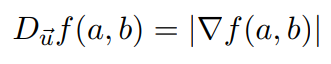 $D_{\vec{u}}f(a,b) = |\nabla f(a,b)|$